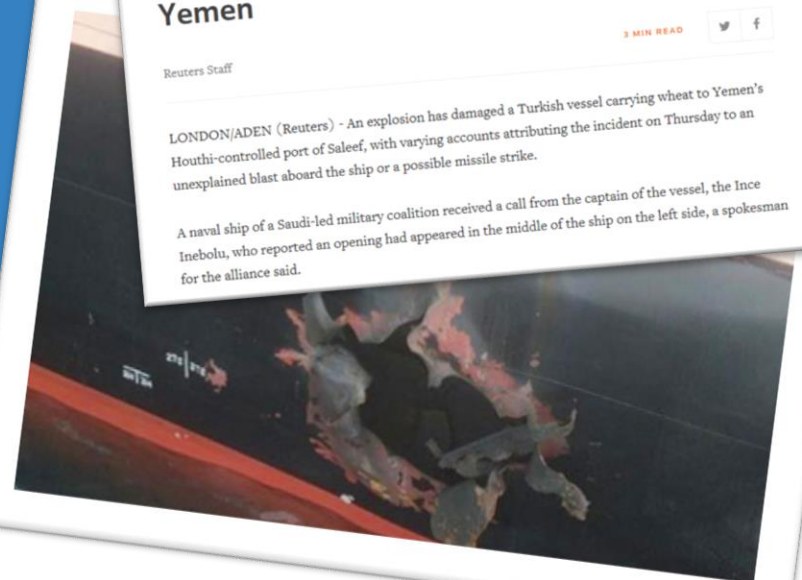 Yemen
3 MIN READ
Reuters Staff
LONDON/ADEN (Reuters) - An explosion has damaged a Turkish vessel carrying wheat to Yemen's
Houthi-controlled port of Saleef, with varying accounts attributing the incident on Thursday to an
unexplained blast aboard the ship or a possible missile strike.
A naval ship of a Saudi-led military coalition received a call from the captain of the vessel, the Ince
Inebolu, who reported an opening had appeared in the middle of the ship on the left side, a spokesman
for the alliance said.